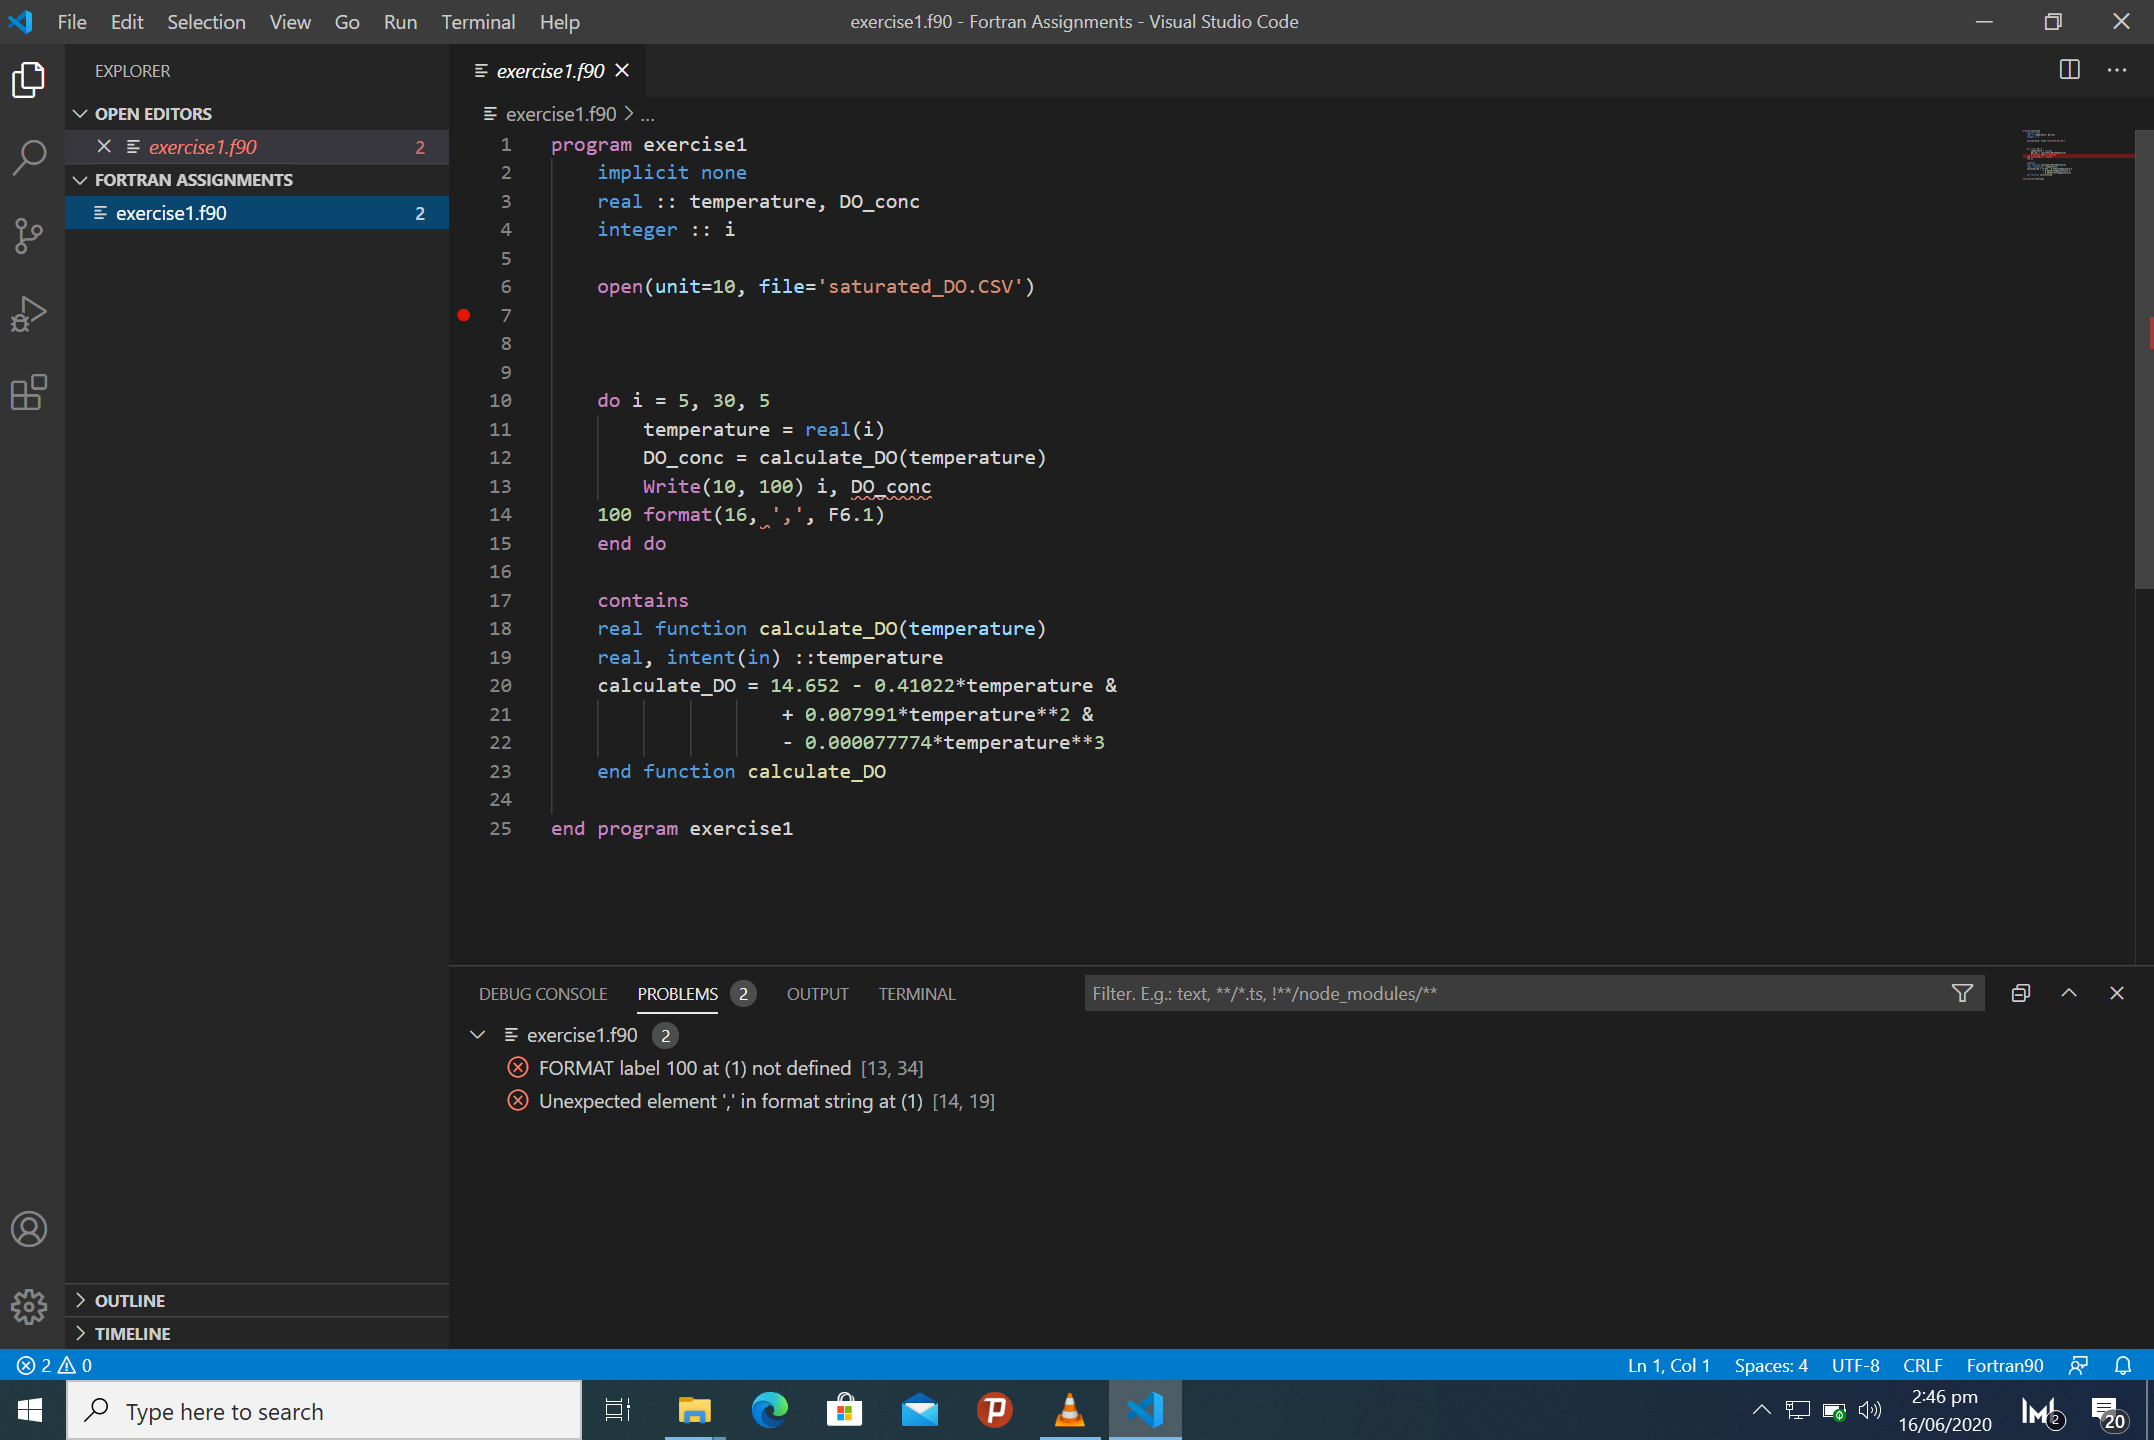 File Edit Selection View Go Run Terminal Help
exercise1.f90 - Fortran Assignments - Visual Studio Code
EXPLORER
OPEN EDITORS
exercise1.f90 2
FORTRAN ASSIGNMENTS
exercise1.f90 2
exercise1.f90
exercise1.f90 > ...
1 program exercise1
2 implicit none
3 real :: temperature, DO_conc
4 integer :: i
5
6 open(unit=10, file='saturated_DO.CSV')
7
8
9
10 do i = 5, 30, 5
11 temperature = real(i)
12 DO_conc = calculate_DO(temperature)
13 Write(10, 100) i, DO_conc
14 100 format(16, ',', F6.1)
15 end do
16
17 contains
18 real function calculate_DO(temperature)
19 real, intent(in) ::temperature
20 calculate_DO = 14.652 - 0.41022*temperature &
21 + 0.007991*temperature**2 &
22 - 0.000077774*temperature**3
23 end function calculate_DO
24
25 end program exercise1
DEBUG CONSOLE PROBLEMS 2 OUTPUT TERMINAL
Filter. E.g.: text, **/*.ts, !**/node_modules/**
exercise1.f90 2
FORMAT label 100 at (1) not defined [13, 34]
Unexpected element ',' in format string at (1) [14, 19]
OUTLINE
TIMELINE
2 0
Ln 1, Col 1 Spaces: 4 UTF-8 CRLF Fortran90
Type here to search
2:46 pm
16/06/2020
2
20